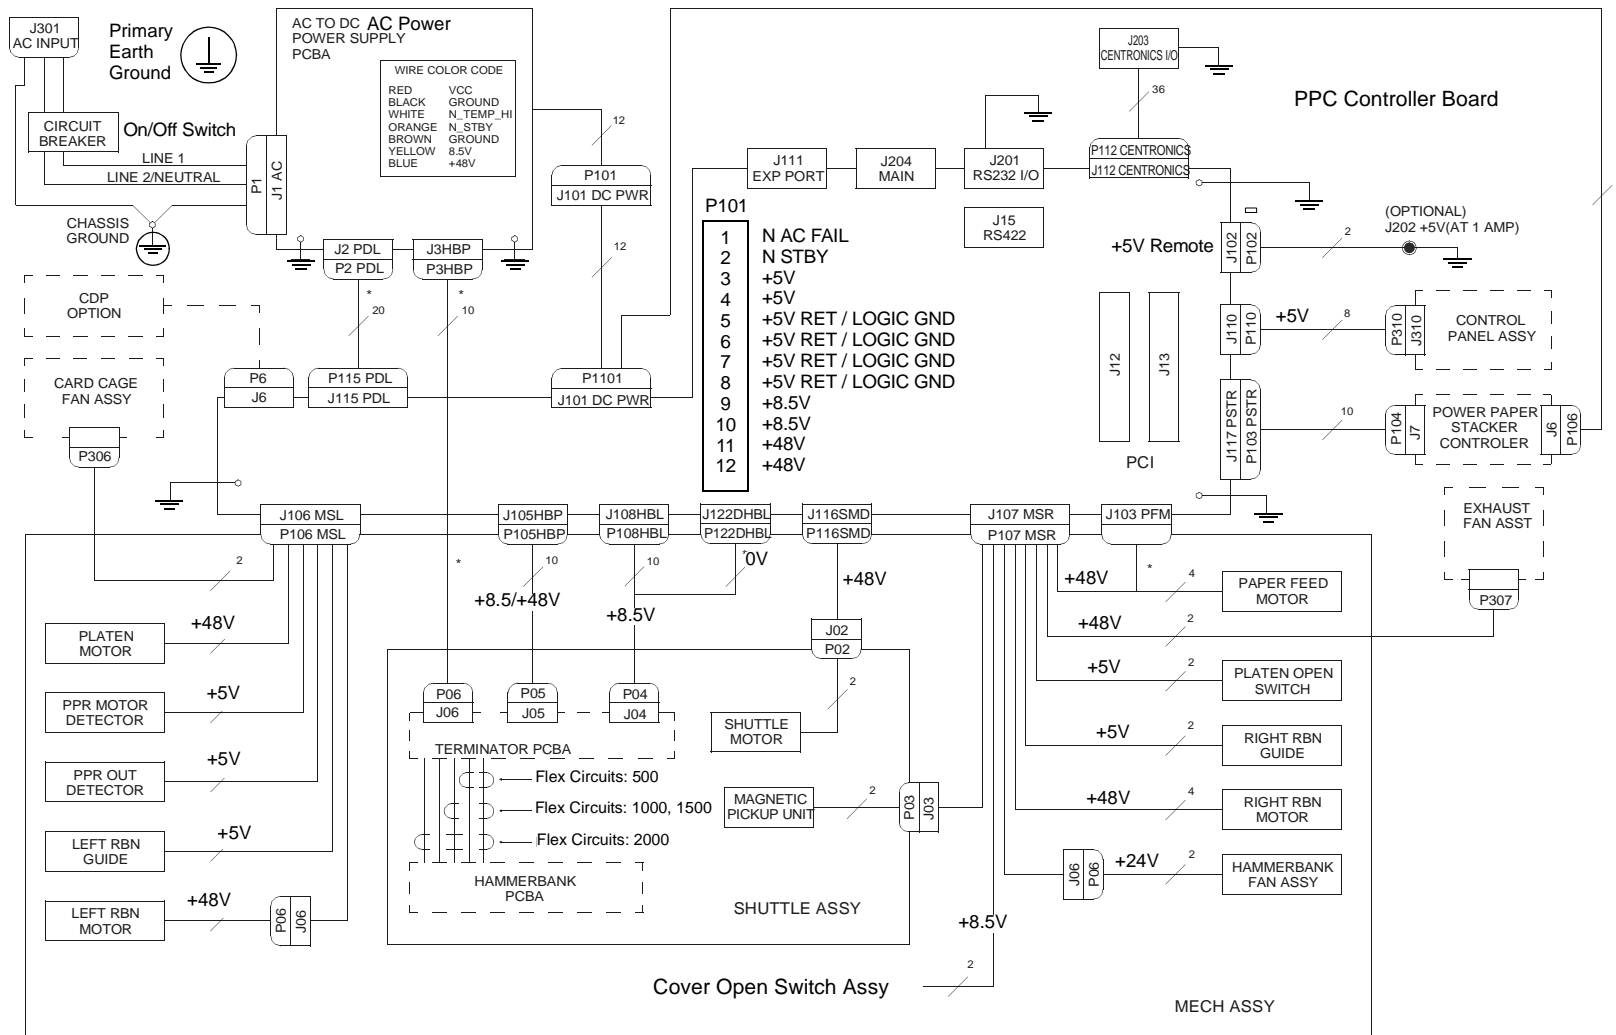 J301
AC INPUT
Primary
Earth
Ground
CIRCUIT
BREAKER
On/Off Switch
LINE 1
LINE 2/NEUTRAL
CHASSIS
GROUND
P1
J1 AC
AC TO DC AC Power
POWER SUPPLY
PCBA
WIRE COLOR CODE
RED VCC
BLACK GROUND
WHITE N_TEMP_HI
ORANGE N_STBY
BROWN GROUND
YELLOW 8.5V
BLUE +48V
12
P101
J101 DC PWR
12
J2 PDL
P2 PDL
J3HBP
P3HBP
*
20
*
10
CDP
OPTION
CARD CAGE
FAN ASSY
P306
P6
J6
P115 PDL
J115 PDL
P1101
J101 DC PWR
J203
CENTRONICS I/O
36
PPC Controller Board
J111
EXP PORT
J204
MAIN
J201
RS232 I/O
P112 CENTRONICS
J112 CENTRONICS
J15
RS422
P101
1 N AC FAIL
2 N STBY
3 +5V
4 +5V
5 +5V RET / LOGIC GND
6 +5V RET / LOGIC GND
7 +5V RET / LOGIC GND
8 +5V RET / LOGIC GND
9 +8.5V
10 +8.5V
11 +48V
12 +48V
J12
J13
PCI
+5V Remote
J102
P102
2
(OPTIONAL)
J202 +5V(AT 1 AMP)
J110
P110
+5V
8
P310
J310
CONTROL
PANEL ASSY
J117 PSTR
P103 PSTR
10
P104
J7
POWER PAPER
STACKER
CONTROLER
J6
P106
EXHAUST
FAN ASST
P307
J106 MSL
P106 MSL
J105HBP
P105HBP
J108HBL
P108HBL
J122DHBL
P122DHBL
J116SMD
P116SMD
J107 MSR
P107 MSR
J103 PFM
2
*
10
10
*
0V
+48V
+8.5/+48V
+8.5V
J02
P02
2
PLATEN
MOTOR
+48V
PPR MOTOR
DETECTOR
+5V
PPR OUT
DETECTOR
+5V
LEFT RBN
GUIDE
+5V
LEFT RBN
MOTOR
+48V
P06
J06
P06
J06
P05
J05
P04
J04
TERMINATOR PCBA
Flex Circuits: 500
Flex Circuits: 1000, 1500
Flex Circuits: 2000
HAMMERBANK
PCBA
SHUTTLE
MOTOR
MAGNETIC
PICKUP UNIT
2
P03
J03
SHUTTLE ASSY
+48V
*
4
PAPER FEED
MOTOR
+48V
2
+5V
2
PLATEN OPEN
SWITCH
+5V
2
RIGHT RBN
GUIDE
+48V
4
RIGHT RBN
MOTOR
J06
P06
+24V
2
HAMMERBANK
FAN ASSY
+8.5V
2
Cover Open Switch Assy
MECH ASSY